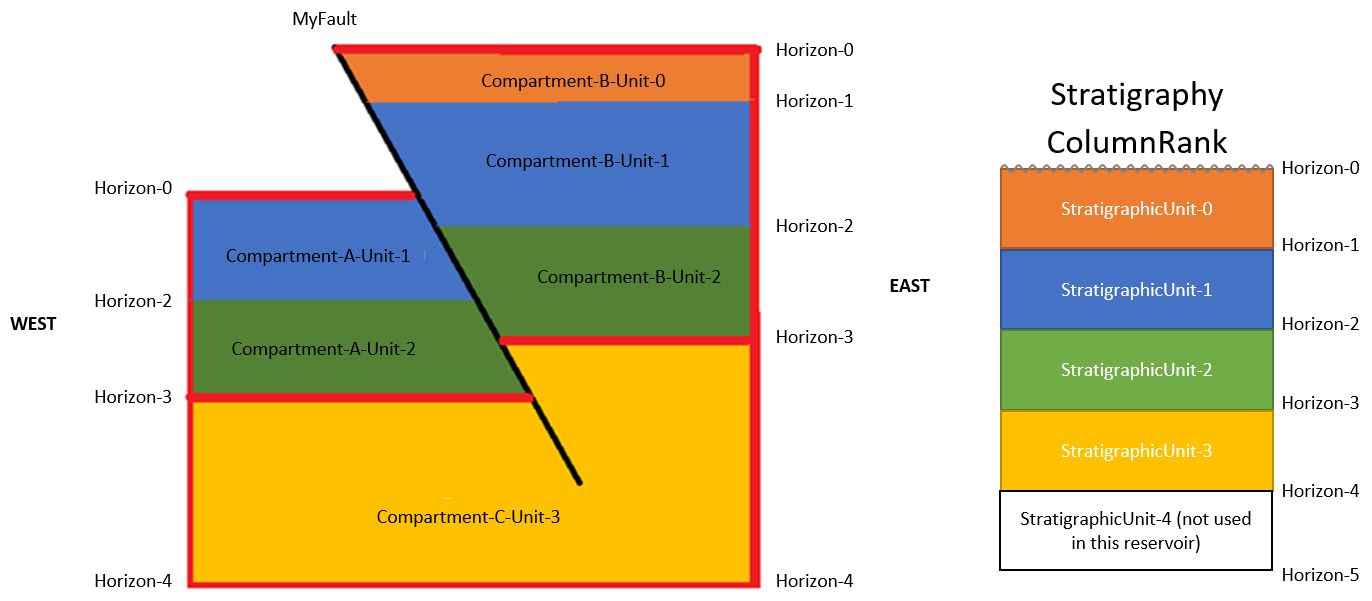 MyFault
Horizon-0
Compartment-B-Unit-0
Horizon-1
Compartment-B-Unit-1
Horizon-0
Horizon-2
Compartment-A-Unit-1
Compartment-B-Unit-2
Horizon-2
WEST
EAST
Horizon-3
Compartment-A-Unit-2
Horizon-3
Compartment-C-Unit-3
Horizon-4
Horizon-4
Stratigraphy
ColumnRank
Horizon-0
StratigraphicUnit-0
Horizon-1
StratigraphicUnit-1
Horizon-2
StratigraphicUnit-2
Horizon-3
StratigraphicUnit-3
Horizon-4
StratigraphicUnit-4 (not used
in this reservoir)
Horizon-5